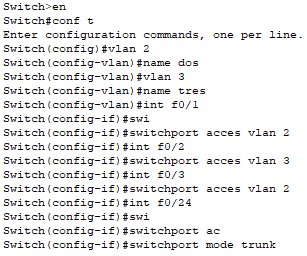 Switch>en
Switch#conf t
Enter configuration commands, one per line.
Switch(config)#vlan 2
Switch(config-vlan)#name dos
Switch(config-vlan)#vlan 3
Switch(config-vlan)#name tres
Switch(config-vlan)#int f0/1
Switch(config-if)#swi
Switch(config-if)#switchport acces vlan 2
Switch(config-if)#int f0/2
Switch(config-if)#switchport acces vlan 3
Switch(config-if)#int f0/3
Switch(config-if)#switchport acces vlan 2
Switch(config-if)#int f0/24
Switch(config-if)#swi
Switch(config-if)#switchport ac
Switch(config-if)#switchport mode trunk